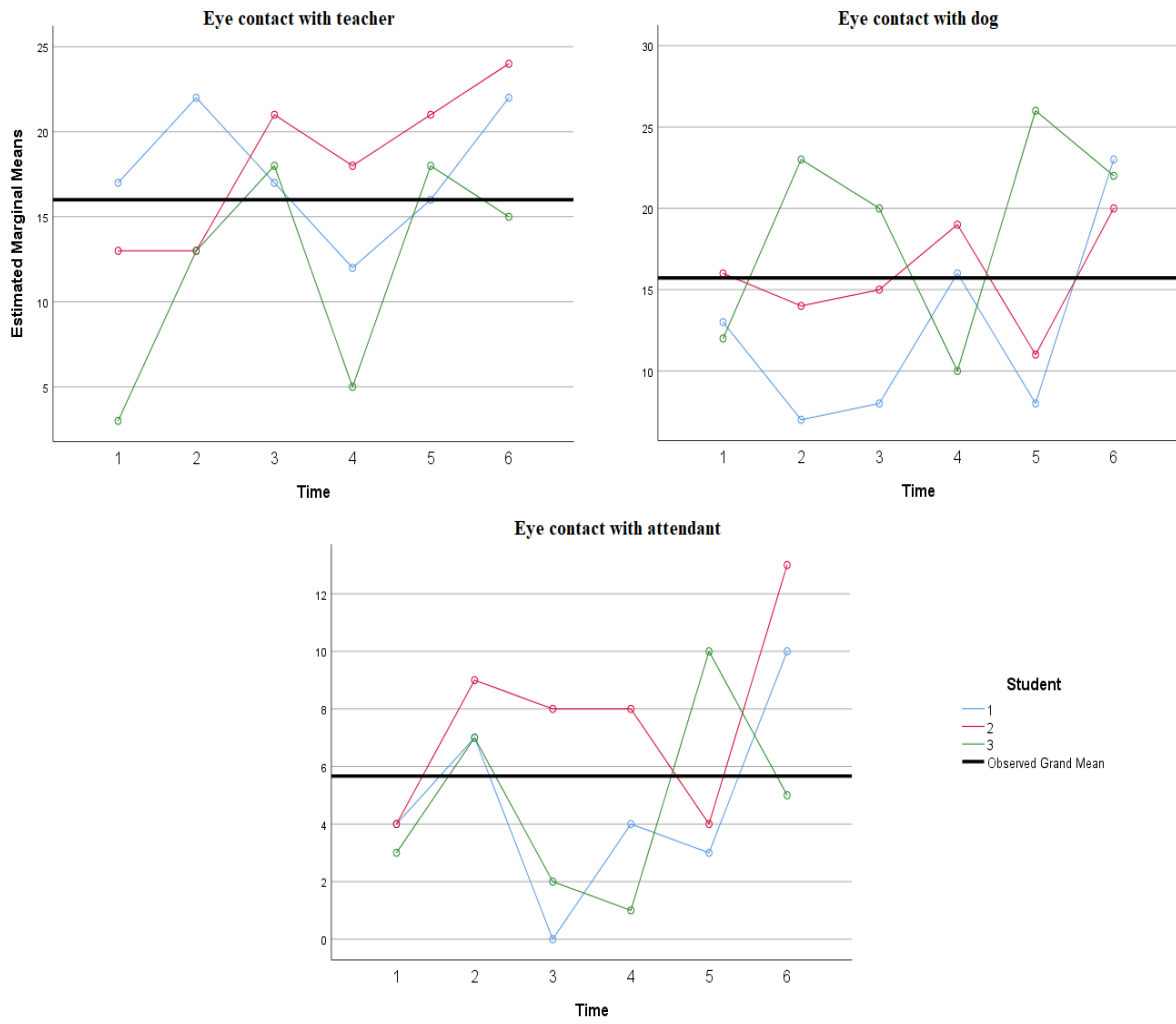 Eye contact with teacher
Estimated Marginal Means
25
20
15
10
5
1 2 3 4 5 6
Time
Eye contact with dog
30
25
20
15
10
1 2 3 4 5 6
Time
Eye contact with attendant
12
10
8
6
4
2
0
1 2 3 4 5 6
Time
Student
1
2
3
Observed Grand Mean